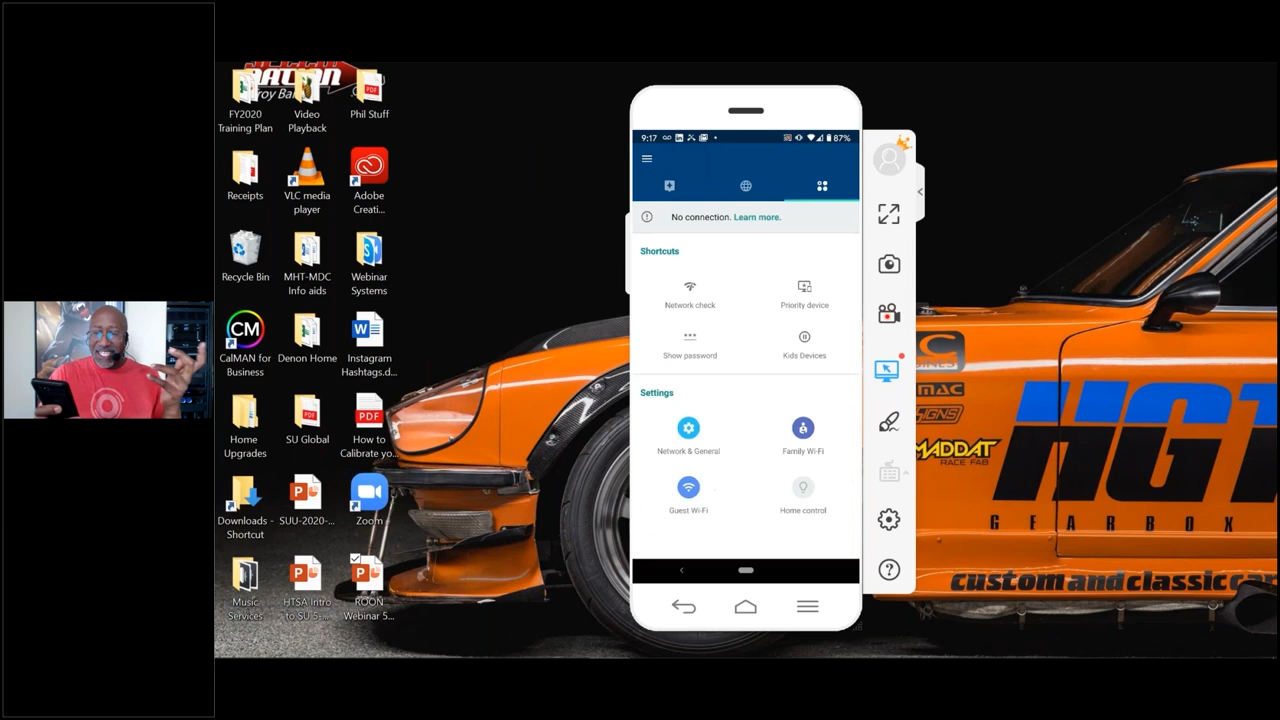 FY2020
Training Plan
Video
Playback
Phil Stuff
Receipts
VLC media
player
Adobe
Creati...
Recycle Bin
MHT-MDC
Info aids
Webinar
Systems
CM
CalMAN for
Business
Denon Home
Instagram
Hashtags.d...
Home
Upgrades
SU Global
PDF
How to
Calibrate yo...
Downloads -
Shortcut
SUU-2020-...
Zoom
Music
Services
HTSA Intro
to SU 5-...
ROON
Webinar 5...
9:17
87%
No connection. Learn more.
Shortcuts
Network check
Priority device
Show password
Kids Devices
Settings
Network & General
Family Wi-Fi
Guest Wi-Fi
Home control
MADDAT
RACE FAB
HGT
GEARBOX
customandclassiccar